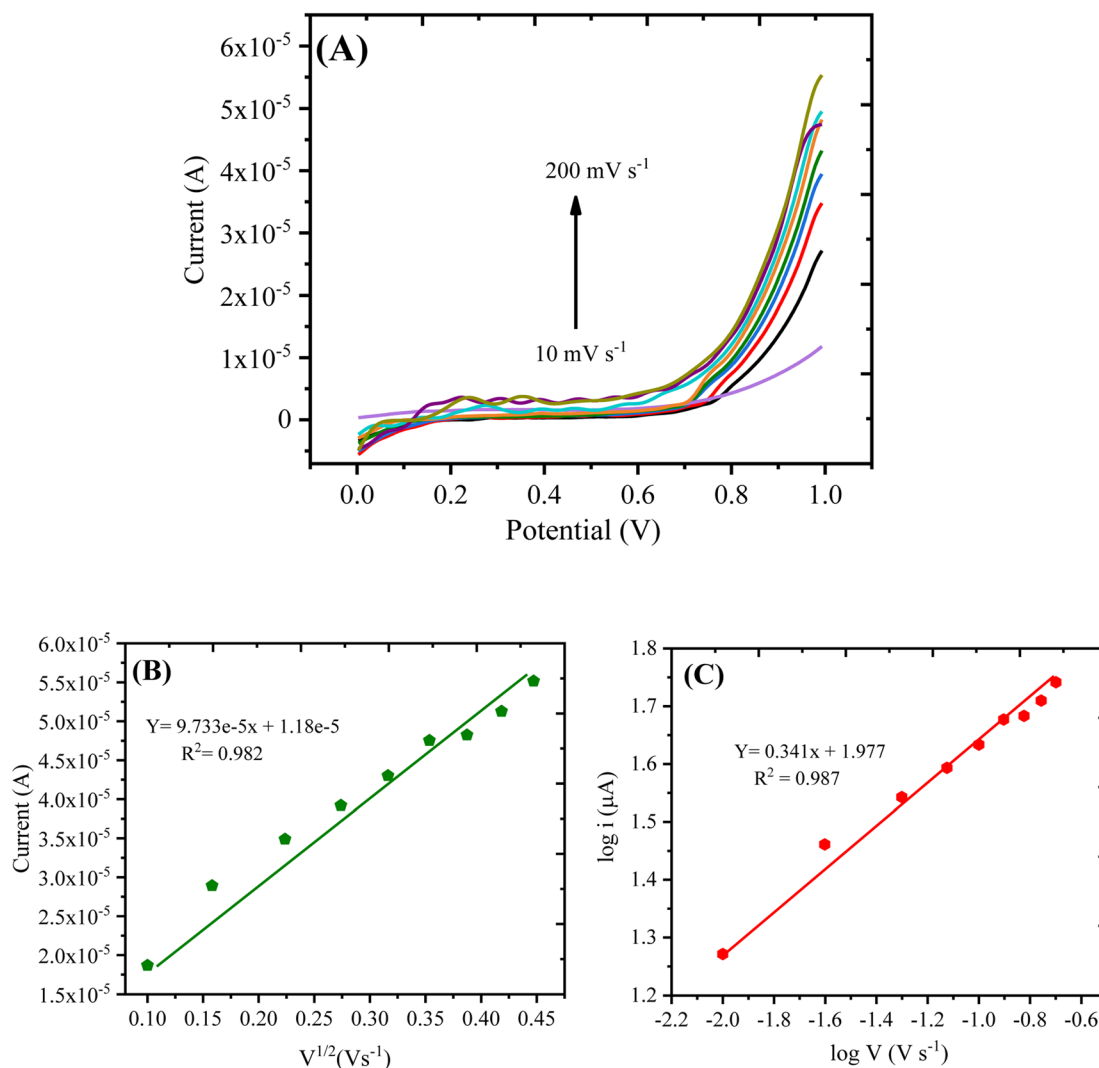 (A)
6x10⁻⁵
5x10⁻⁵
4x10⁻⁵
3x10⁻⁵
2x10⁻⁵
1x10⁻⁵
0
Current (A)
200 mV s⁻¹
10 mV s⁻¹
0.0 0.2 0.4 0.6 0.8 1.0
Potential (V)
(B)
6.0x10⁻⁵
5.5x10⁻⁵
5.0x10⁻⁵
4.5x10⁻⁵
4.0x10⁻⁵
3.5x10⁻⁵
3.0x10⁻⁵
2.5x10⁻⁵
2.0x10⁻⁵
1.5x10⁻⁵
Current (A)
Y= 9.733e-5x + 1.18e-5
R²= 0.982
0.10 0.15 0.20 0.25 0.30 0.35 0.40 0.45
V¹ᐟ²(Vs⁻¹)
(C)
1.8
1.7
1.6
1.5
1.4
1.3
1.2
log i (μA)
Y= 0.341x + 1.977
R² = 0.987
-2.2 -2.0 -1.8 -1.6 -1.4 -1.2 -1.0 -0.8 -0.6
log V (V s⁻¹)